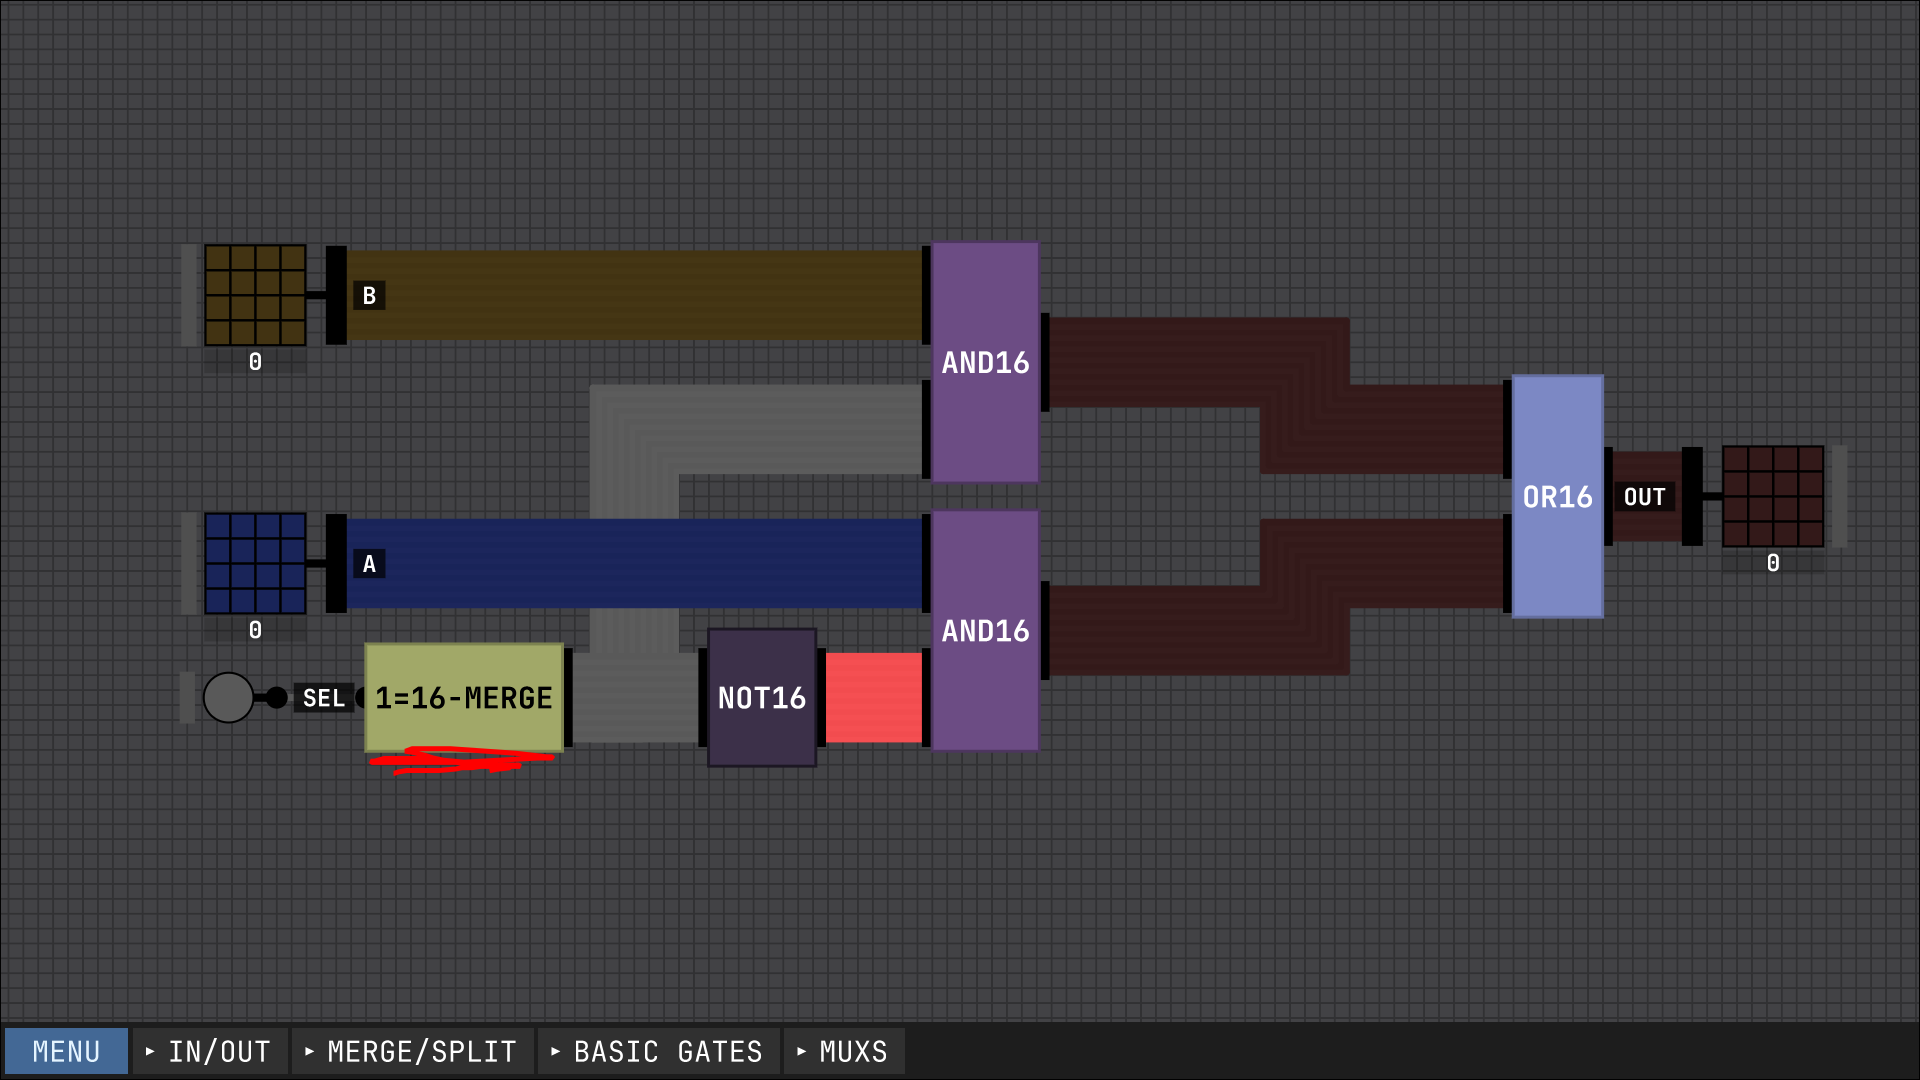 B
AND16
0
OR16
OUT
A
AND16
0
0
SEL
1=16-MERGE
NOT16
MENU
IN/OUT
MERGE/SPLIT
BASIC GATES
MUXS